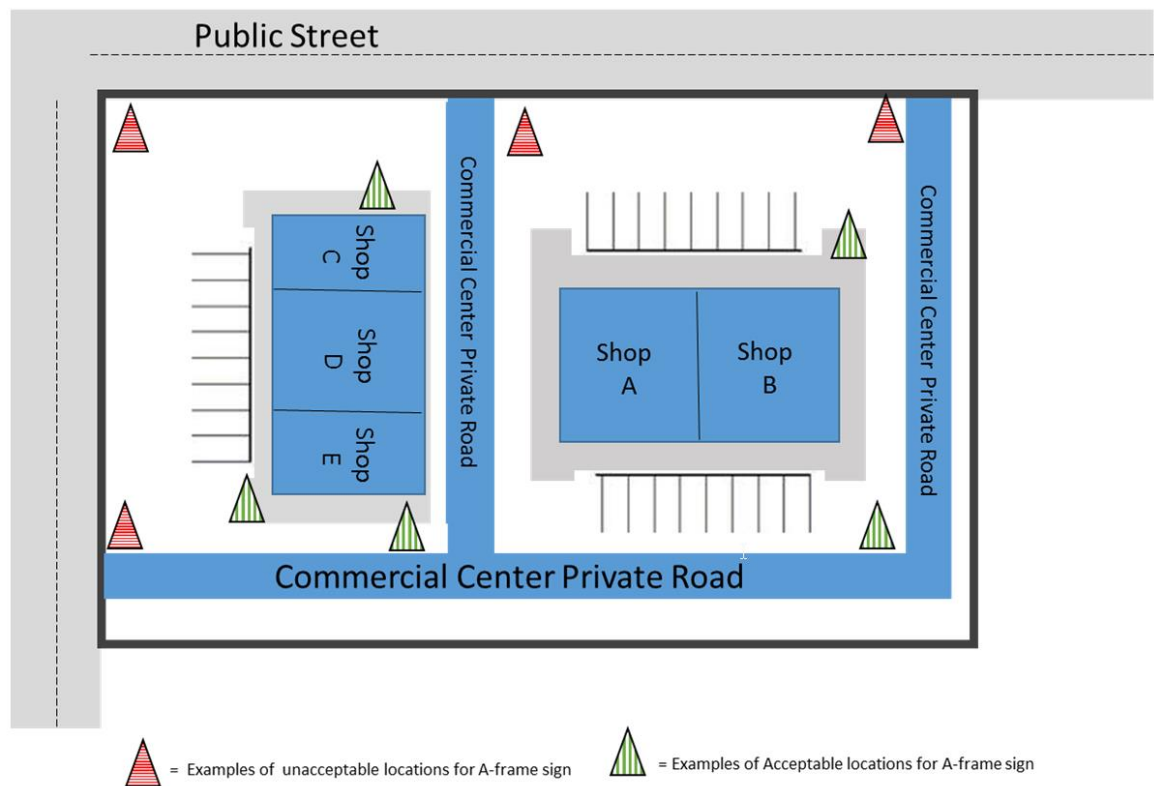 Public Street
Commercial Center Private Road
Commercial Center Private Road
Shop
C
Shop
D
Shop
E
Shop
A
Shop
B
Commercial Center Private Road
= Examples of unacceptable locations for A-frame sign
= Examples of Acceptable locations for A-frame sign